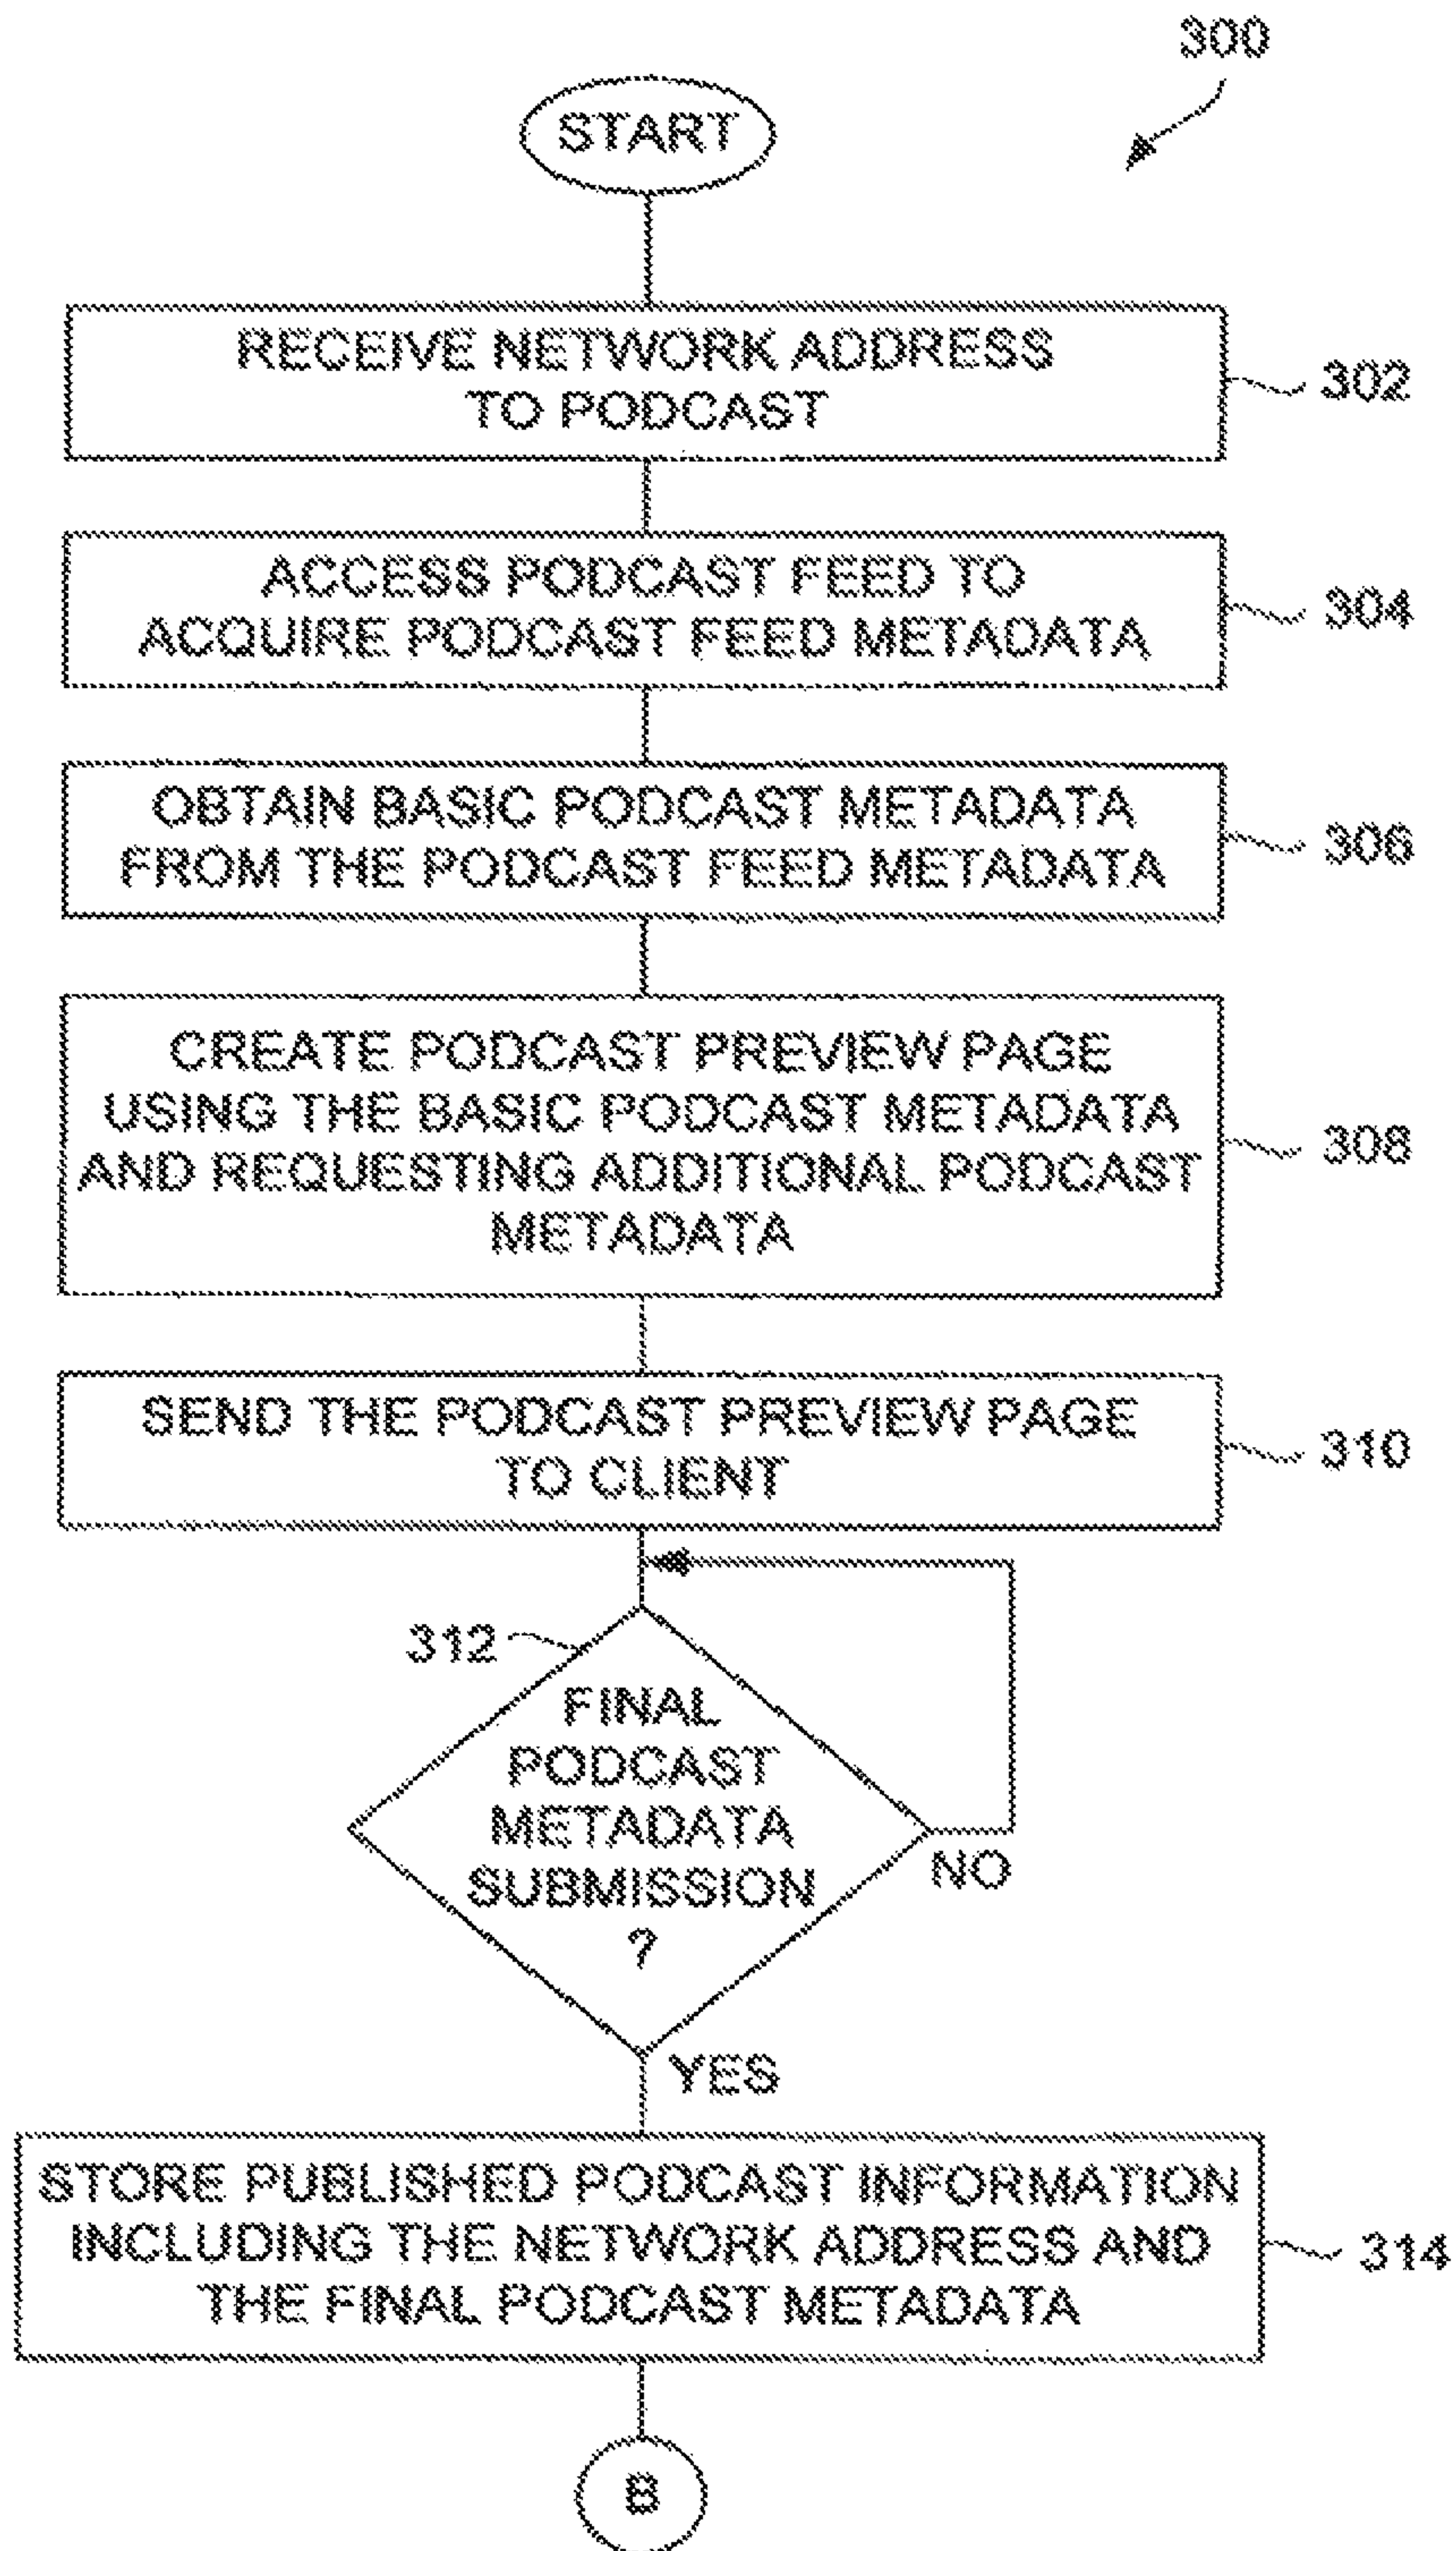 300
START
RECEIVE NETWORK ADDRESS
TO PODCAST
302
ACCESS PODCAST FEED TO
ACQUIRE PODCAST FEED METADATA
304
OBTAIN BASIC PODCAST METADATA
FROM THE PODCAST FEED METADATA
306
CREATE PODCAST PREVIEW PAGE
USING THE BASIC PODCAST METADATA
AND REQUESTING ADDITIONAL PODCAST
METADATA
308
SEND THE PODCAST PREVIEW PAGE
TO CLIENT
310
312
FINAL
PODCAST
METADATA
SUBMISSION
?
NO
YES
STORE PUBLISHED PODCAST INFORMATION
INCLUDING THE NETWORK ADDRESS AND
THE FINAL PODCAST METADATA
314
B